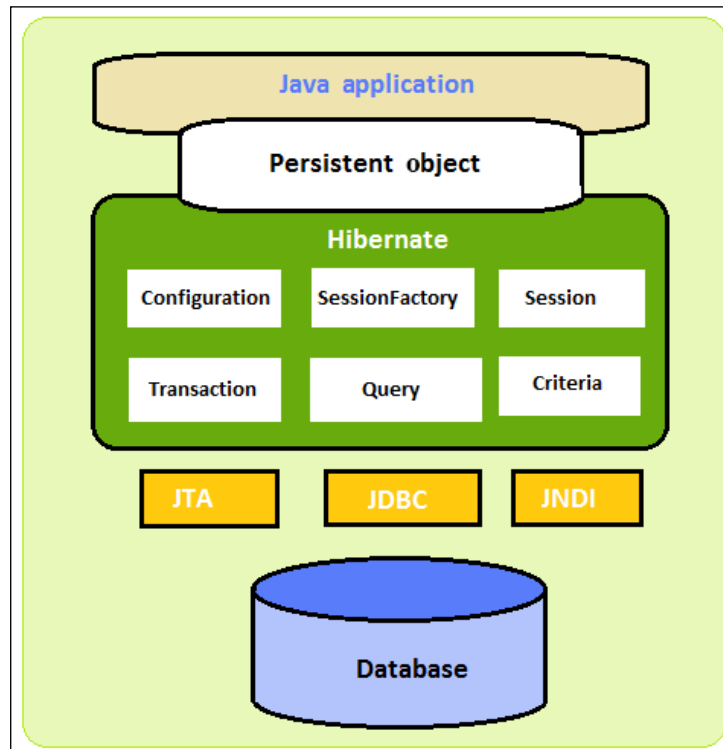 Java application
Persistent object
Hibernate
Configuration
SessionFactory
Session
Transaction
Query
Criteria
JTA
JDBC
JNDI
Database